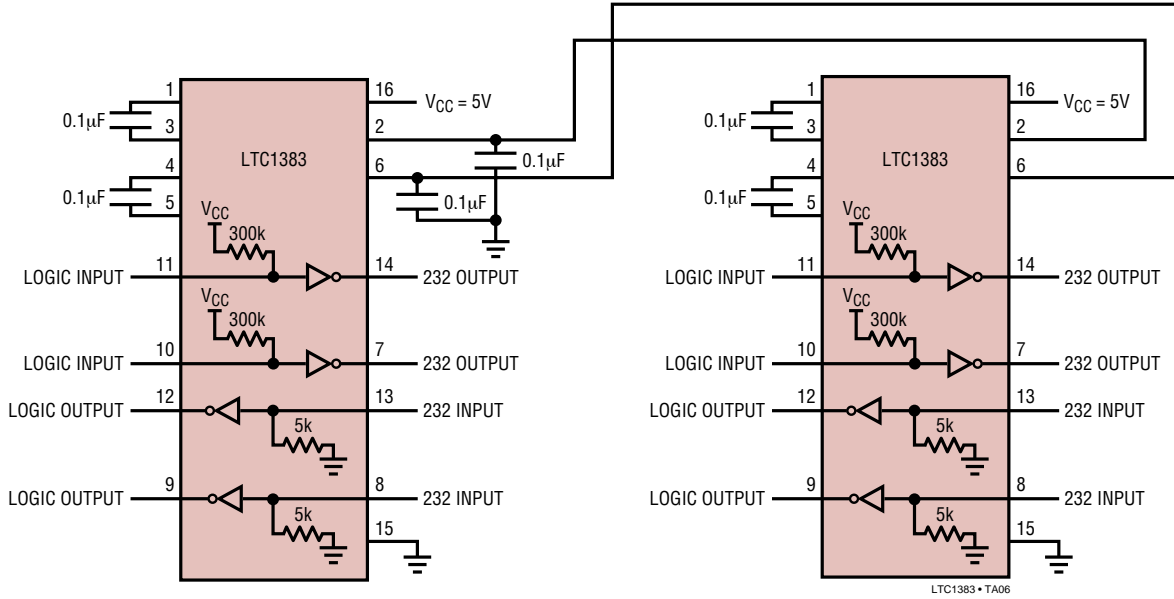 1
16
0.1µF
VCC = 5V
3
2
LTC1383
0.1µF
4
6
0.1µF
5
0.1µF
VCC
300k
LOGIC INPUT
11
14
232 OUTPUT
VCC
300k
LOGIC INPUT
10
7
232 OUTPUT
LOGIC OUTPUT
12
13
232 INPUT
5k
LOGIC OUTPUT
9
8
232 INPUT
5k
15
1
16
0.1µF
VCC = 5V
3
2
LTC1383
4
6
0.1µF
5
VCC
300k
LOGIC INPUT
11
14
232 OUTPUT
VCC
300k
LOGIC INPUT
10
7
232 OUTPUT
LOGIC OUTPUT
12
13
232 INPUT
5k
LOGIC OUTPUT
9
8
232 INPUT
5k
15
LTC1383 • TA06